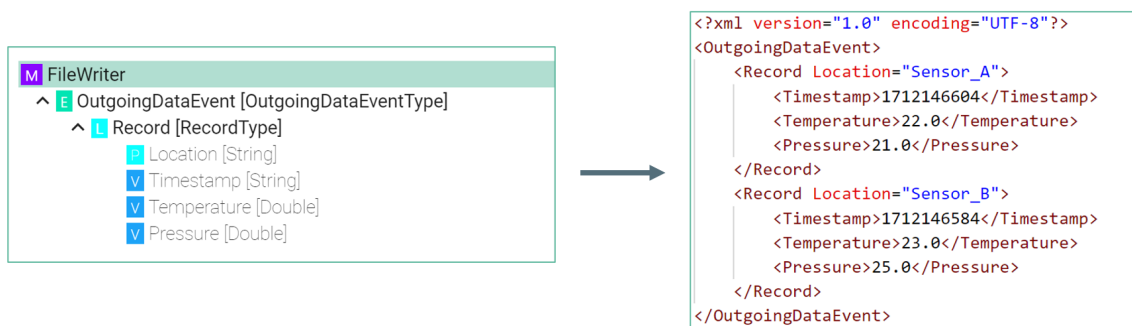 M FileWriter
E OutgoingDataEvent [OutgoingDataEventType]
L Record [RecordType]
P Location [String]
V Timestamp [String]
V Temperature [Double]
V Pressure [Double]
<?xml version="1.0" encoding="UTF-8"?>
<OutgoingDataEvent>
<Record Location="Sensor_A">
<Timestamp>1712146604</Timestamp>
<Temperature>22.0</Temperature>
<Pressure>21.0</Pressure>
</Record>
<Record Location="Sensor_B">
<Timestamp>1712146584</Timestamp>
<Temperature>23.0</Temperature>
<Pressure>25.0</Pressure>
</Record>
</OutgoingDataEvent>